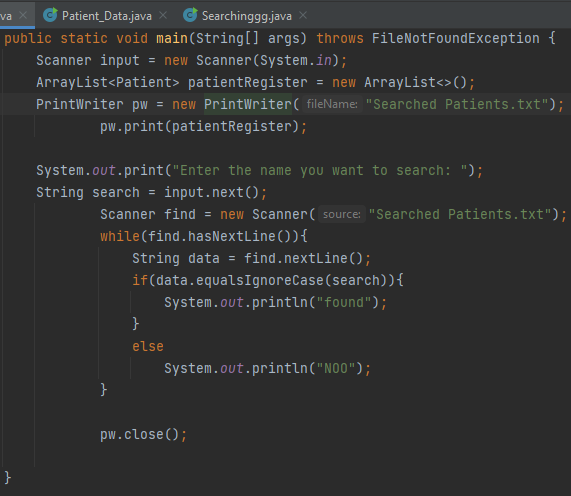 va × Patient_Data.java × Searchinggg.java ×
public static void main(String[] args) throws FileNotFoundException {
Scanner input = new Scanner(System.in);
ArrayList<Patient> patientRegister = new ArrayList<>();
PrintWriter pw = new PrintWriter( fileName: "Searched Patients.txt");
pw.print(patientRegister);
System.out.print("Enter the name you want to search: ");
String search = input.next();
Scanner find = new Scanner( source: "Searched Patients.txt");
while(find.hasNextLine()){
String data = find.nextLine();
if(data.equalsIgnoreCase(search)){
System.out.println("found");
}
else
System.out.println("NOO");
}
pw.close();
}